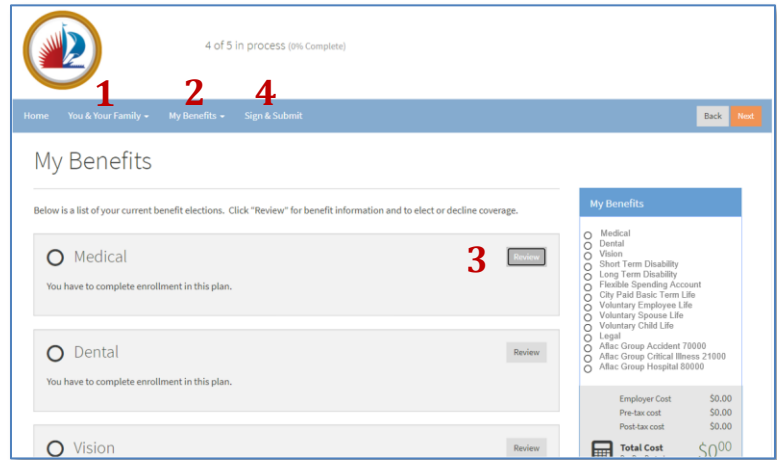 4 of 5 in process (0% Complete)
1 2 4
Home You & Your Family My Benefits Sign & Submit Back Next
My Benefits
Below is a list of your current benefit elections. Click "Review" for benefit information and to elect or decline coverage.
Medical
3
Review
You have to complete enrollment in this plan.
Dental
Review
You have to complete enrollment in this plan.
Vision
Review
My Benefits
Medical
Dental
Vision
Short Term Disability
Long Term Disability
Flexible Spending Account
City Paid Basic Term Life
Voluntary Employee Life
Voluntary Spouse Life
Voluntary Child Life
Legal
Aflac Group Accident 70000
Aflac Group Critical Illness 21000
Aflac Group Hospital 80000
Employer Cost $0.00
Pre-tax cost $0.00
Post-tax cost $0.00
Total Cost $0.00